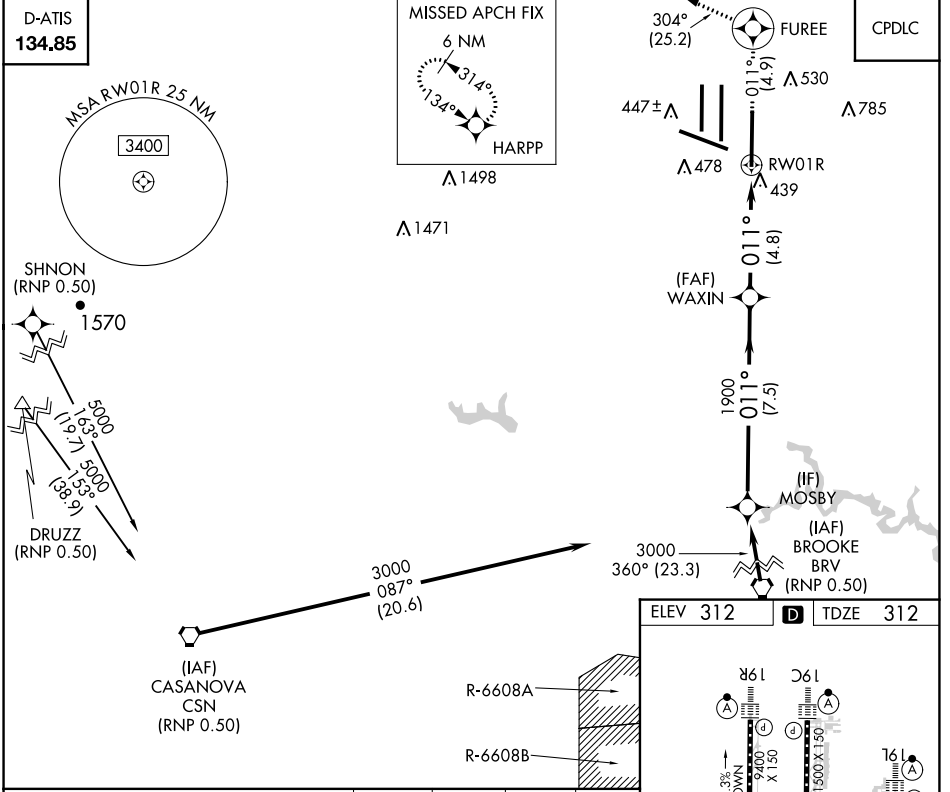 D-ATIS
134.85
MISSED APCH FIX
6 NM
314°
134°
HARPP
304°
(25.2)
FUREE
CPDLC
011°
(4.9)
530
447±
785
MSA RW01R 25 NM
3400
478
RW01R
439
1498
1471
011°
(4.8)
SHNON
(RNP 0.50)
1570
(FAF)
WAXIN
5000
163°
(19.7)
5000
153°
(38.9)
1900
011°
(7.5)
DRUZZ
(RNP 0.50)
(IF)
MOSBY
(IAF)
BROOKE
BRV
(RNP 0.50)
3000
360° (23.3)
3000
087°
(20.6)
(IAF)
CASANOVA
CSN
(RNP 0.50)
ELEV 312
D
TDZE 312
R-6608A
R-6608B
19R
19C
A
A
P
P
9400
X 150
1500 X 150
.3%
OWN
19L
A